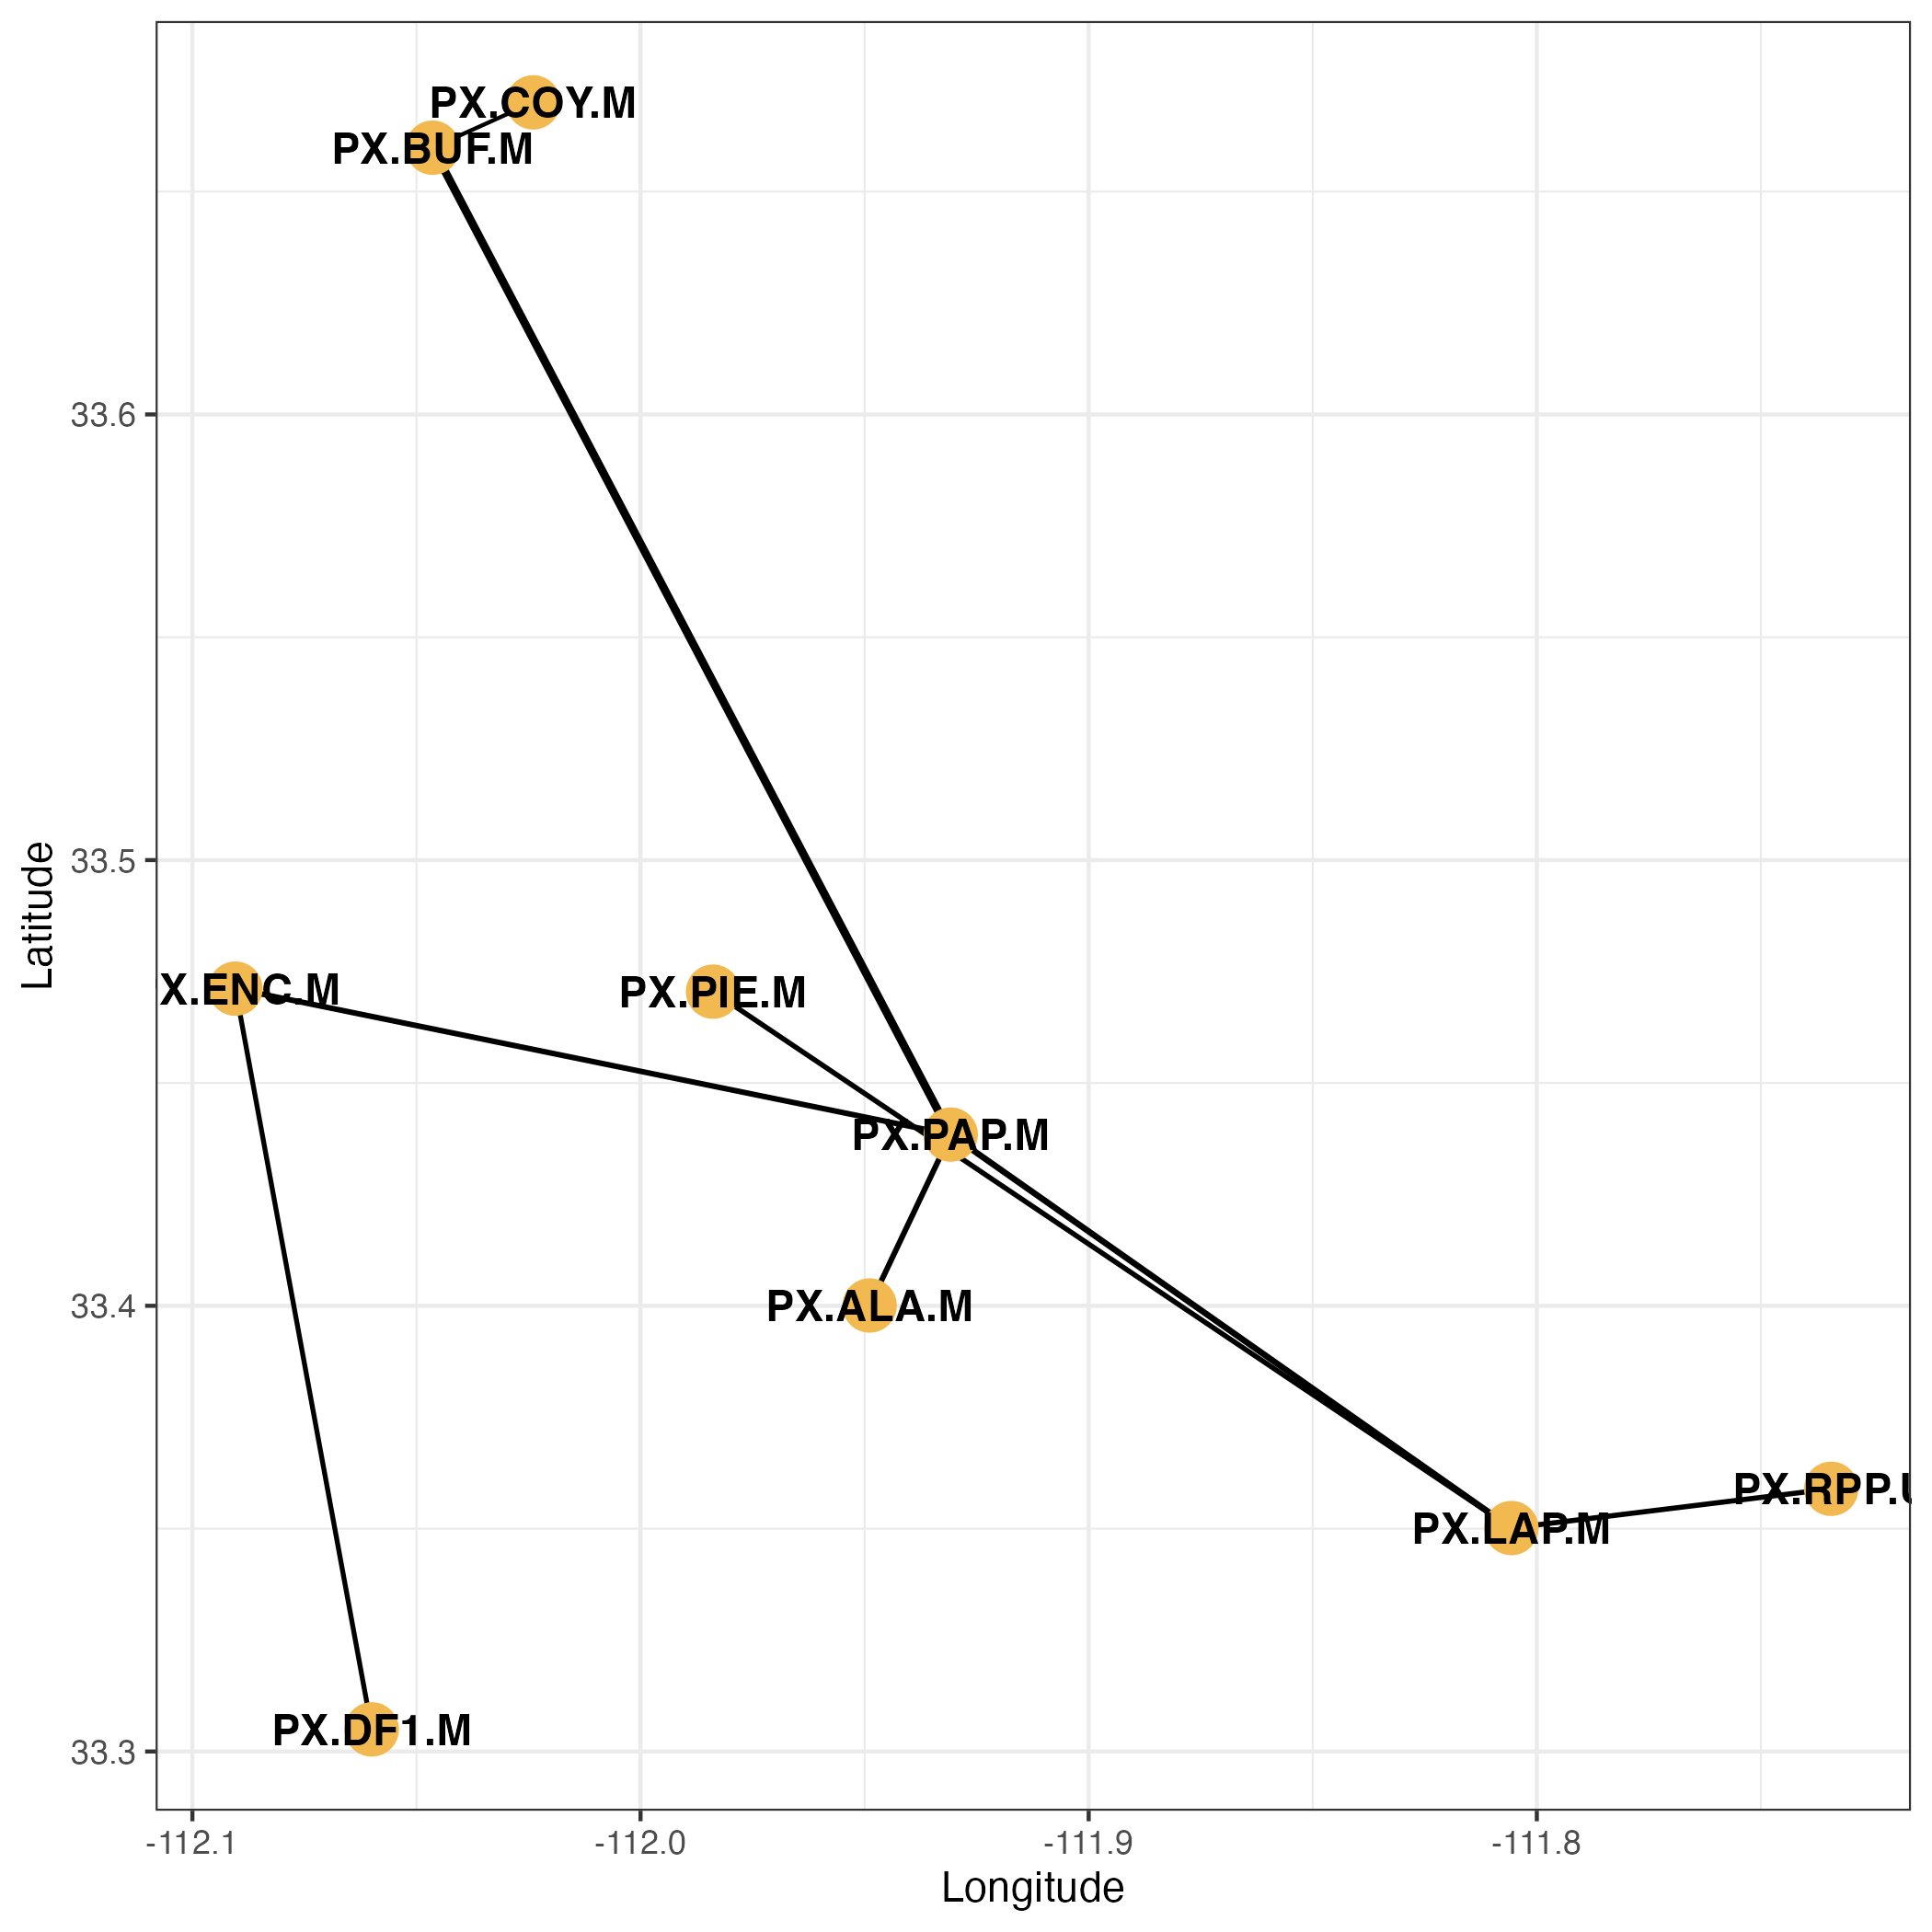 PX.COY.M
PX.BUF.M
33.6
33.5
Latitude
X.ENC.M
PX.PIE.M
PX.PAP.M
33.4
PX.ALA.M
PX.RPP.U
PX.LAP.M
PX.DF1.M
33.3
-112.1 -112.0 -111.9 -111.8
Longitude